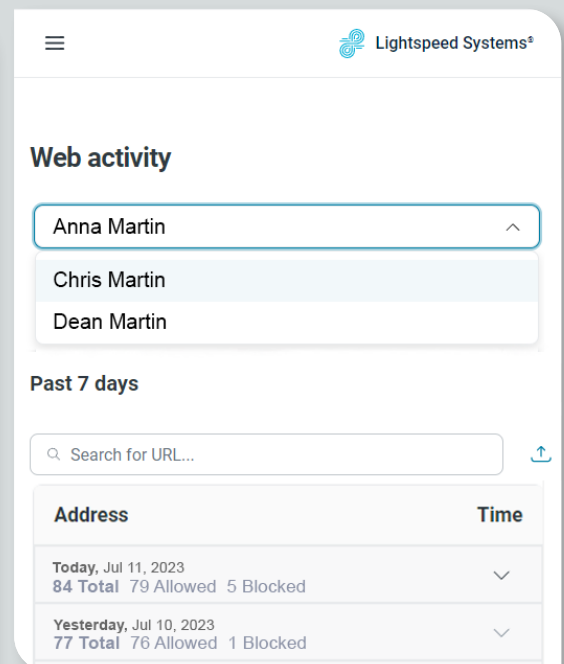 Lightspeed Systems®
Web activity
Anna Martin
Chris Martin
Dean Martin
Past 7 days
Search for URL...
Address Time
Today, Jul 11, 2023
84 Total 79 Allowed 5 Blocked
Yesterday, Jul 10, 2023
77 Total 76 Allowed 1 Blocked